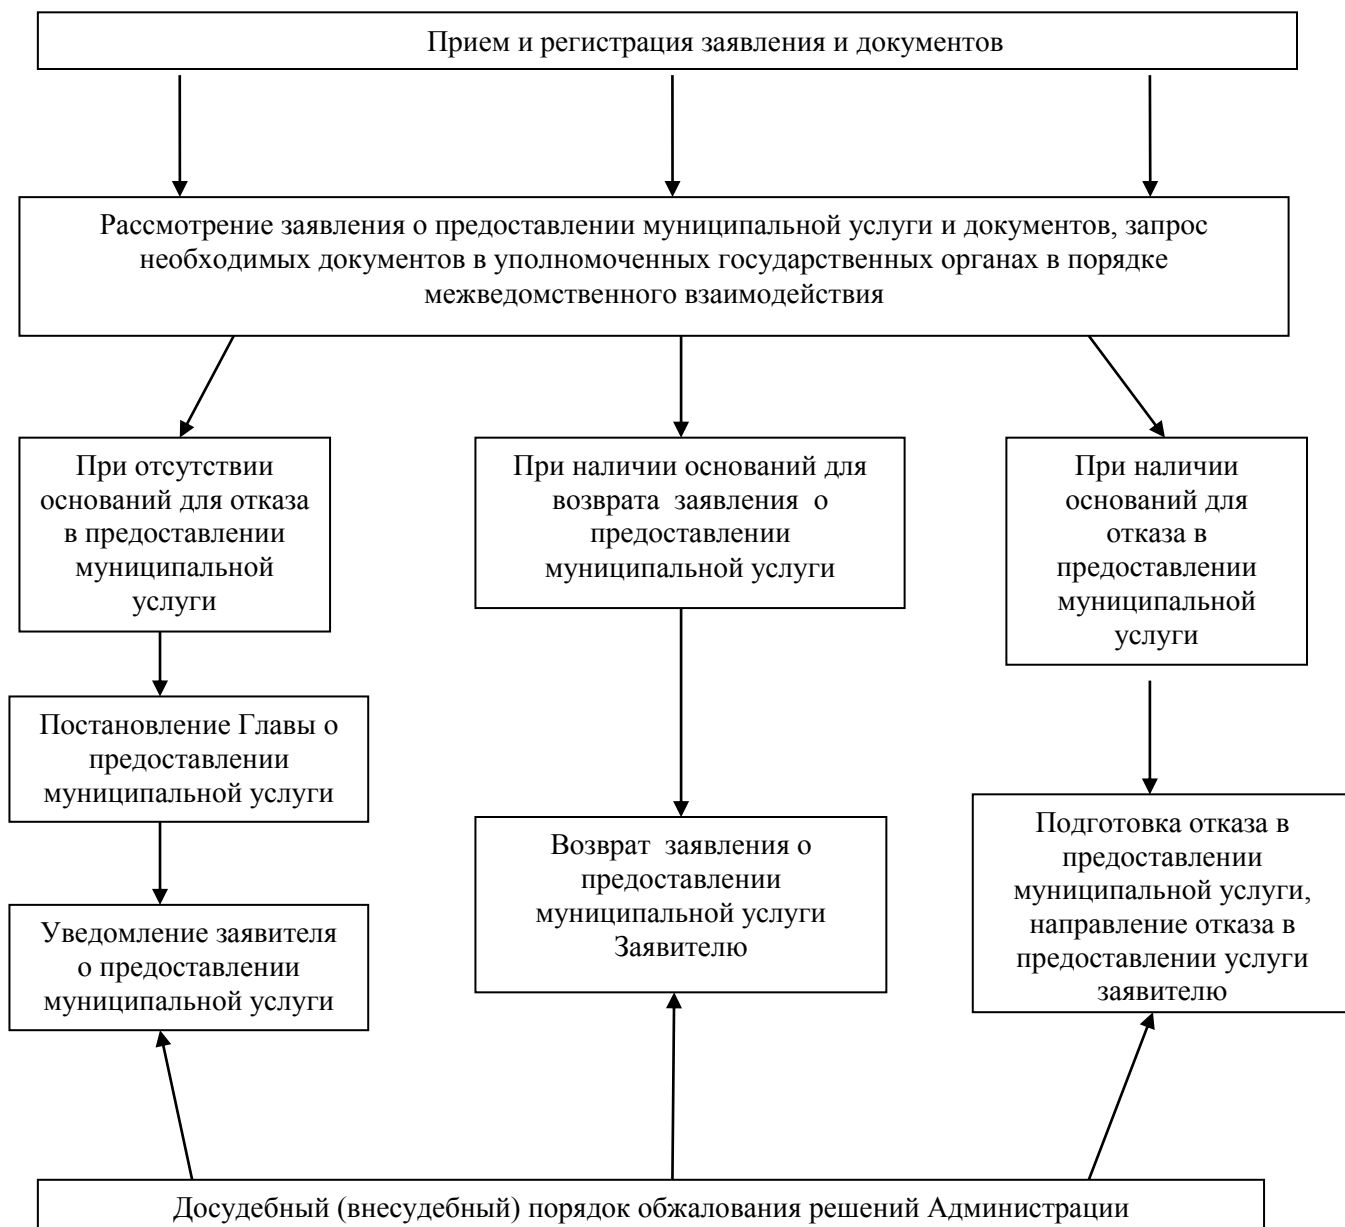 Прием и регистрация заявления и документов
Рассмотрение заявления о предоставлении муниципальной услуги и документов, запрос
необходимых документов в уполномоченных государственных органах в порядке
межведомственного взаимодействия
При отсутствии
оснований для отказа
в предоставлении
муниципальной
услуги
При наличии оснований для
возврата  заявления  о
предоставлении
муниципальной услуги
При наличии
оснований для
отказа в
предоставлении
муниципальной
услуги
Постановление Главы о
предоставлении
муниципальной услуги
Возврат  заявления о
предоставлении
муниципальной услуги
Заявителю
Подготовка отказа в
предоставлении
муниципальной услуги,
направление отказа в
предоставлении услуги
заявителю
Уведомление заявителя
о предоставлении
муниципальной услуги
Досудебный (внесудебный) порядок обжалования решений Администрации